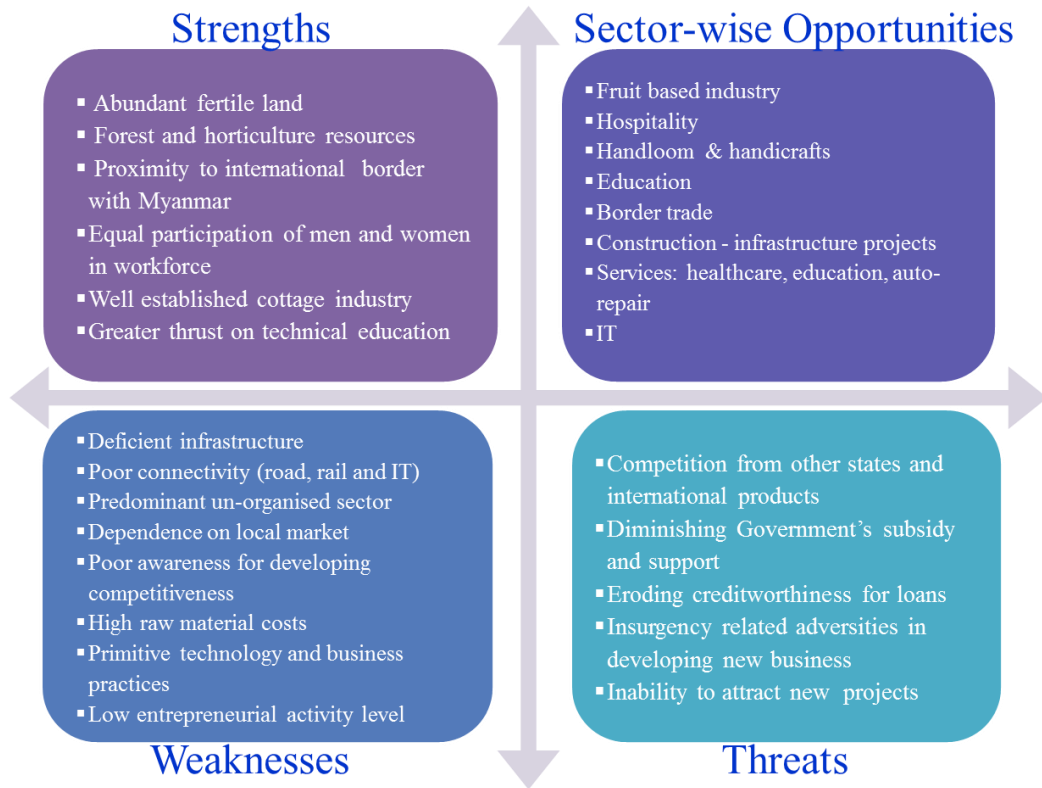 Strengths
▪ Abundant fertile land
▪ Forest and horticulture resources
▪ Proximity to international border
with Myanmar
▪Equal participation of men and women
in workforce
▪Well established cottage industry
▪Greater thrust on technical education
Sector-wise Opportunities
▪Fruit based industry
▪Hospitality
▪Handloom & handicrafts
▪Education
▪Border trade
▪Construction - infrastructure projects
▪Services: healthcare, education, auto-
repair
▪IT
▪Deficient infrastructure
▪Poor connectivity (road, rail and IT)
▪Predominant un-organised sector
▪Dependence on local market
▪Poor awareness for developing
competitiveness
▪High raw material costs
▪Primitive technology and business
practices
▪Low entrepreneurial activity level
Weaknesses
▪Competition from other states and
international products
▪Diminishing Government’s subsidy
and support
▪Eroding creditworthiness for loans
▪Insurgency related adversities in
developing new business
▪Inability to attract new projects
Threats